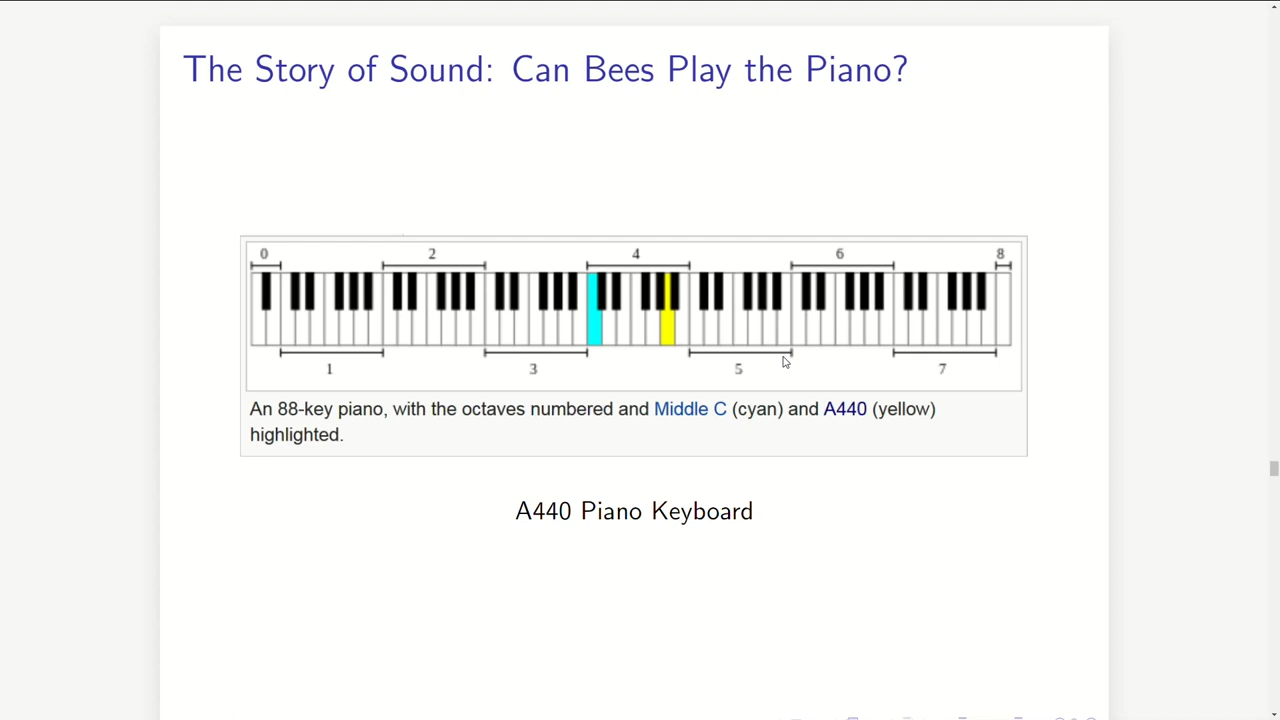 The Story of Sound: Can Bees Play the Piano?
0 2 4 6 8
1 3 5 7
An 88-key piano, with the octaves numbered and Middle C (cyan) and A440 (yellow)
highlighted.
A440 Piano Keyboard